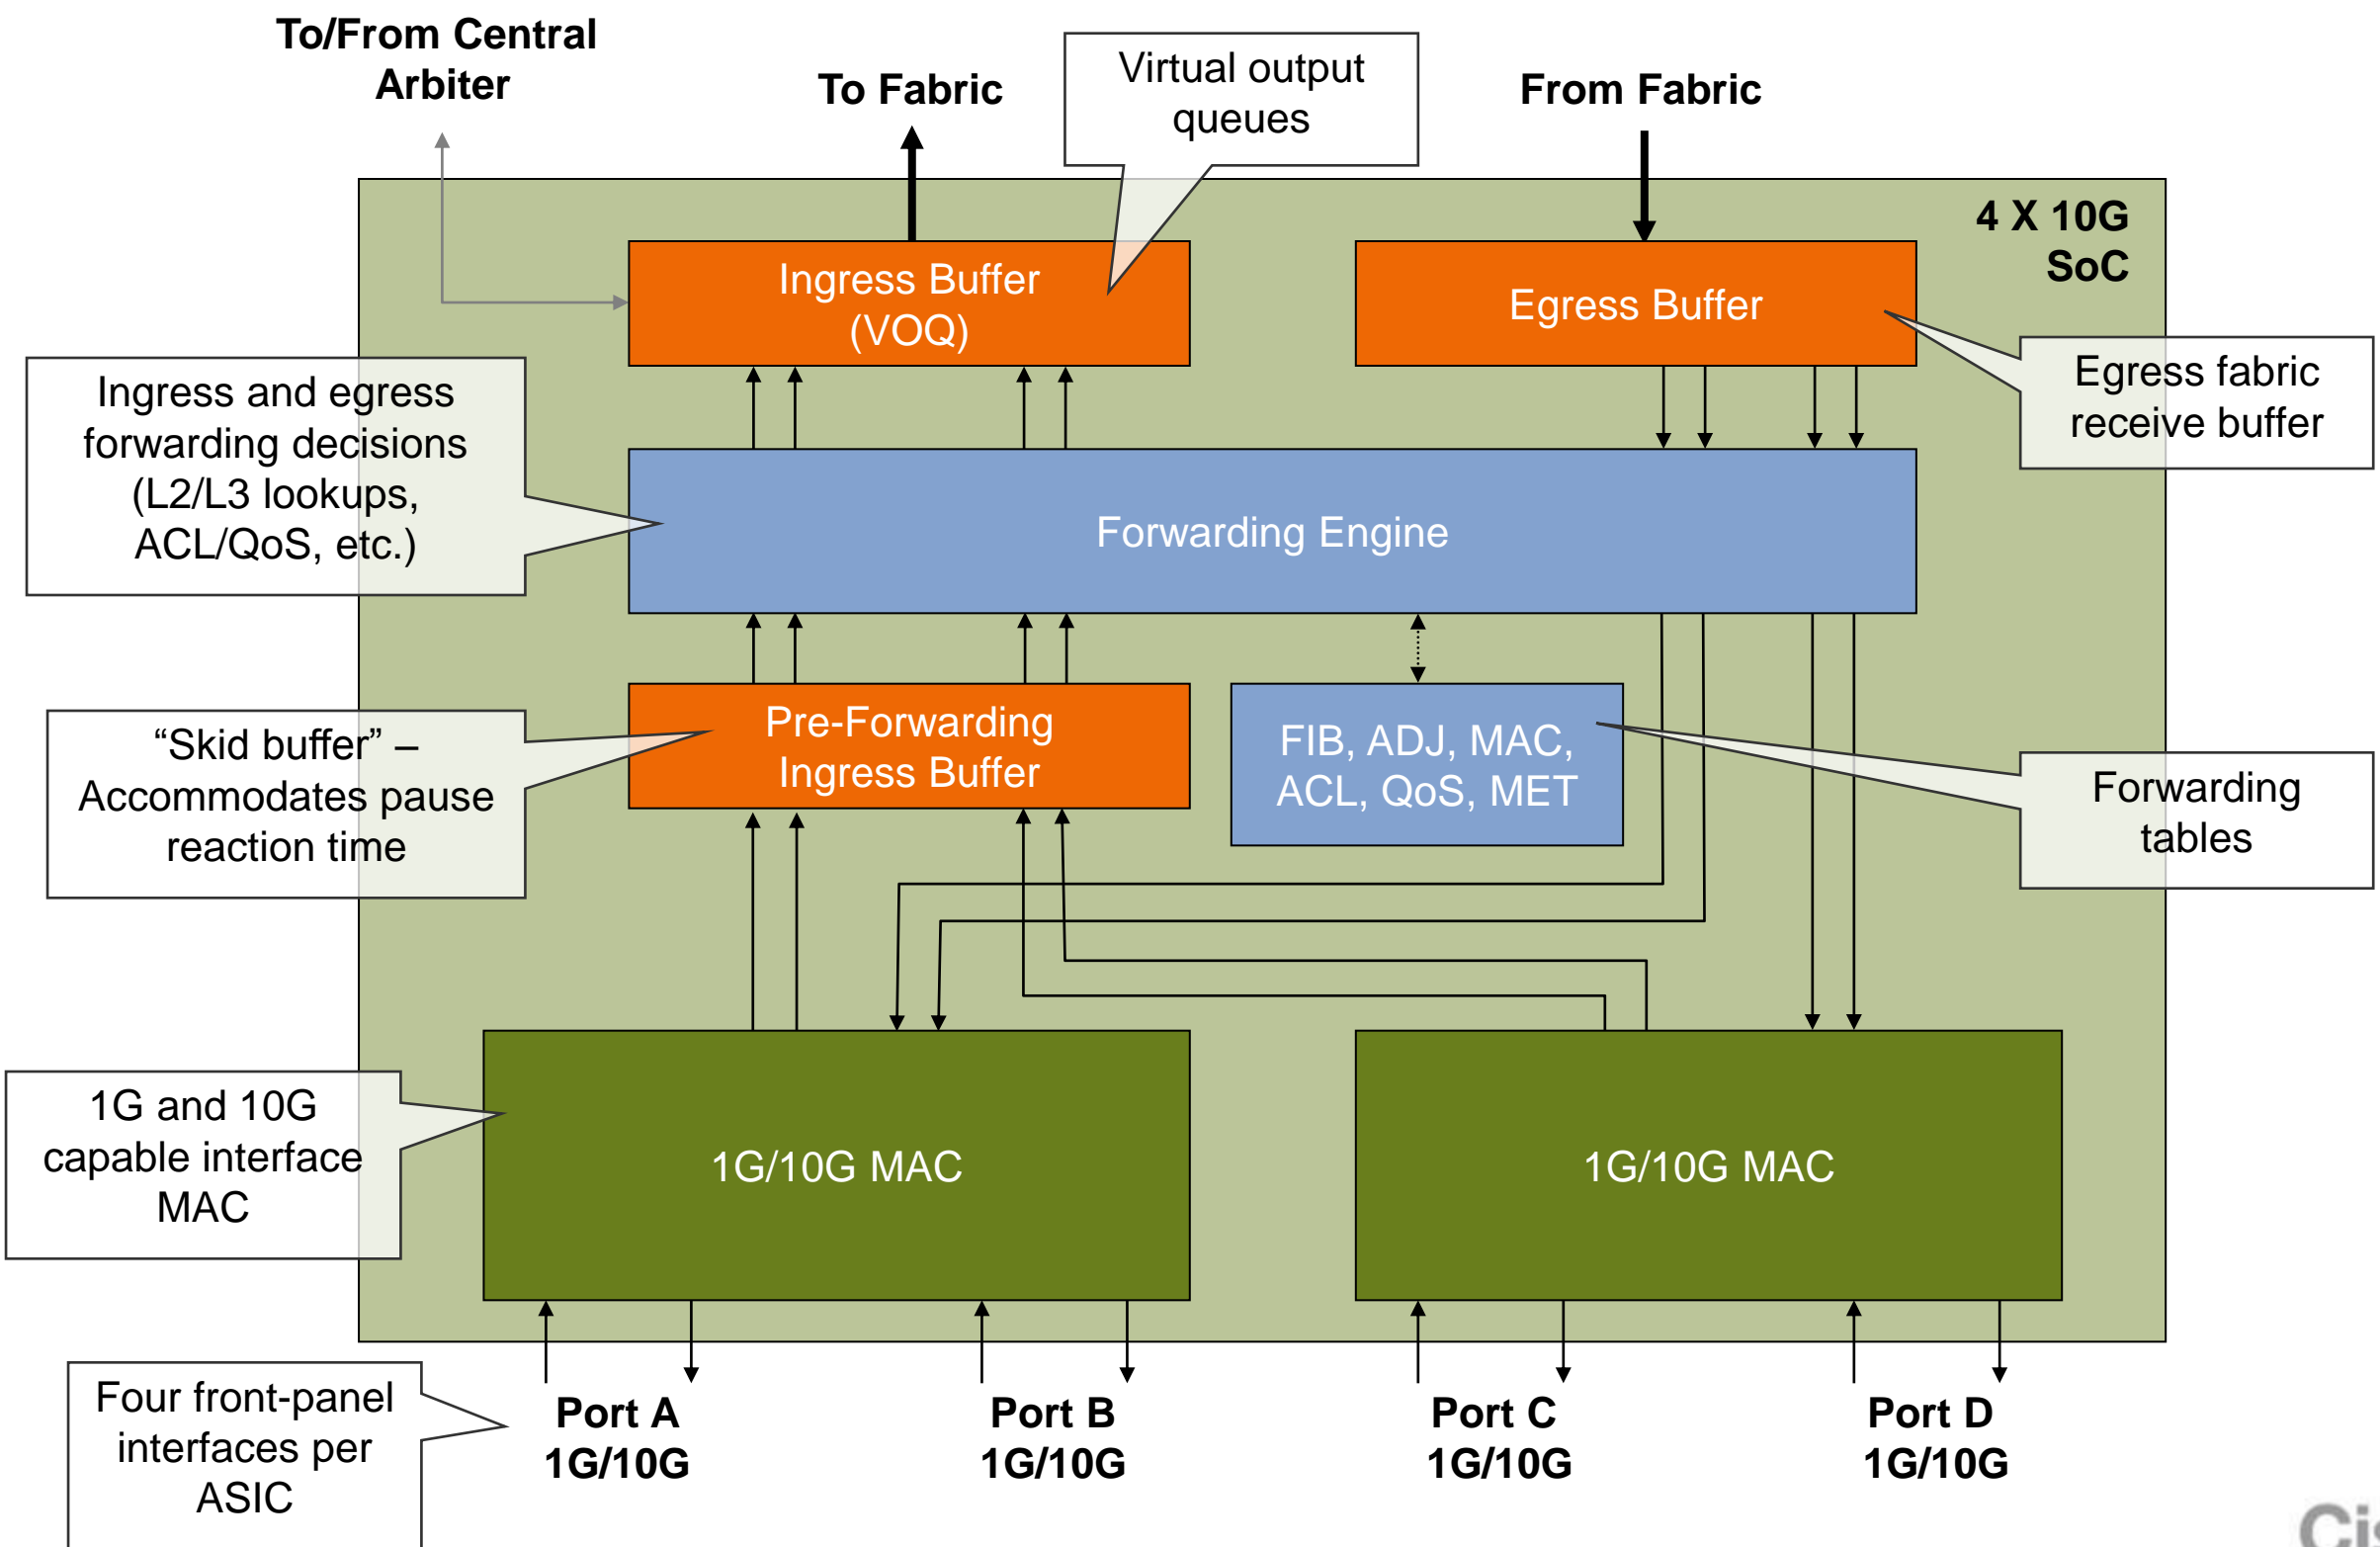 To/From Central
Arbiter
To Fabric
Virtual output
queues
From Fabric
4 X 10G
SoC
Ingress Buffer
(VOQ)
Egress Buffer
Ingress and egress
forwarding decisions
(L2/L3 lookups,
ACL/QoS, etc.)
Egress fabric
receive buffer
Forwarding Engine
“Skid buffer” –
Accommodates pause
reaction time
Pre-Forwarding
Ingress Buffer
FIB, ADJ, MAC,
ACL, QoS, MET
Forwarding
tables
1G and 10G
capable interface
MAC
1G/10G MAC
1G/10G MAC
Four front-panel
interfaces per
ASIC
Port A
1G/10G
Port B
1G/10G
Port C
1G/10G
Port D
1G/10G